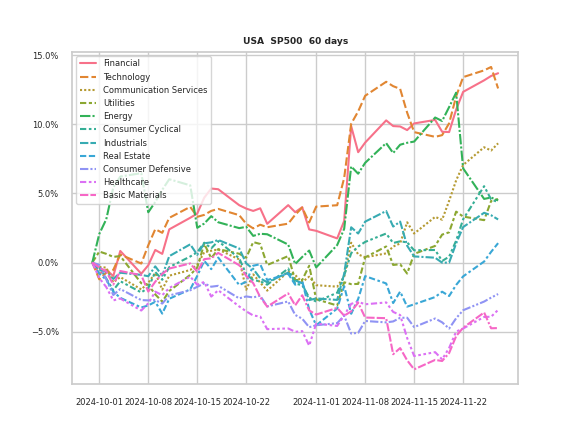 USA SP500 60 days
15.0%
10.0%
5.0%
0.0%
−5.0%
Financial
Technology
Communication Services
Utilities
Energy
Consumer Cyclical
Industrials
Real Estate
Consumer Defensive
Healthcare
Basic Materials
2024-10-01 2024-10-08 2024-10-15 2024-10-22 2024-11-01 2024-11-08 2024-11-15 2024-11-22